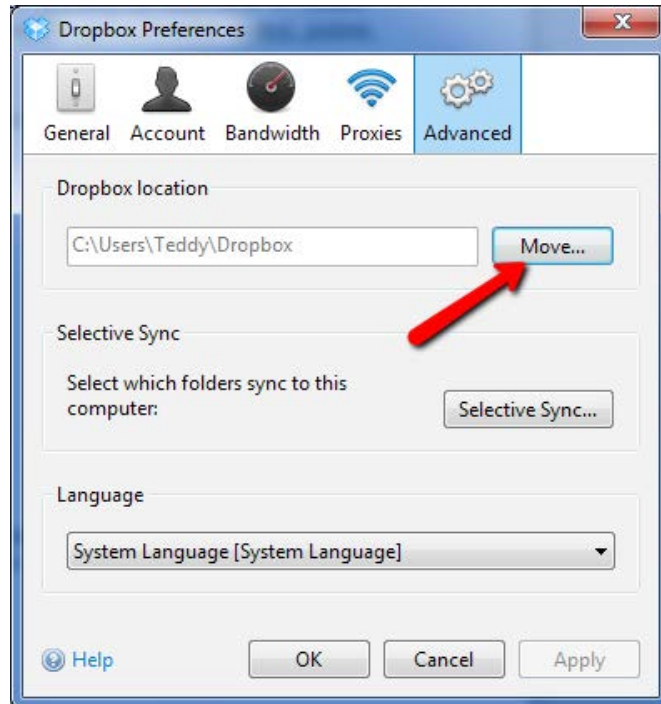 Dropbox Preferences
General Account Bandwidth Proxies Advanced
Dropbox location
C:\Users\Teddy\Dropbox Move...
Selective Sync
Select which folders sync to this
computer:
Selective Sync...
Language
System Language [System Language]
Help OK Cancel Apply